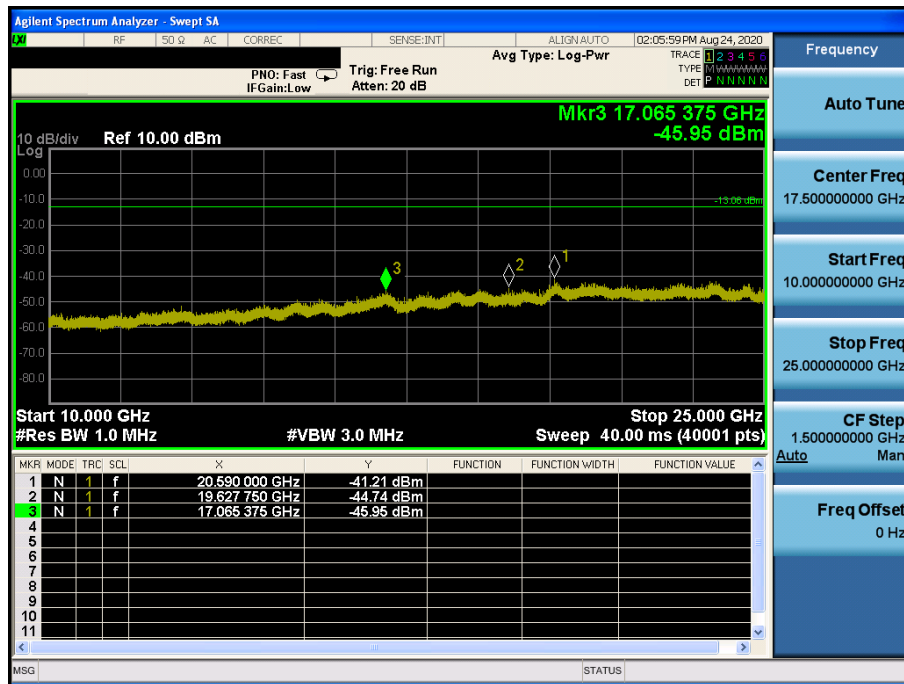 Agilent Spectrum Analyzer - Swept SA
LXI RF 50 Ω AC CORREC SENSE:INT ALIGN AUTO 02:05:59 PM Aug 24, 2020
Frequency
Avg Type: Log-Pwr
TRACE 1 2 3 4 5 6
PNO: Fast Trig: Free Run
TYPE M W W W W W
IFGain:Low Atten: 20 dB
DET P N N N N N
Auto Tune
Mkr3 17.065 375 GHz
10 dB/div Ref 10.00 dBm -45.95 dBm
Log
0.00
-10.0
-13.06 dBm
-20.0
-30.0
-40.0
-50.0
-60.0
-70.0
-80.0
1
2
3
Center Freq
17.500000000 GHz
Start Freq
10.000000000 GHz
Stop Freq
25.000000000 GHz
CF Step
1.500000000 GHz
Auto Man
Freq Offset
0 Hz
Start 10.000 GHz Stop 25.000 GHz
#Res BW 1.0 MHz #VBW 3.0 MHz Sweep 40.00 ms (40001 pts)
MKR MODE TRC SCL X Y FUNCTION FUNCTION WIDTH FUNCTION VALUE
1 N 1 f 20.590 000 GHz -41.21 dBm
2 N 1 f 19.627 750 GHz -44.74 dBm
3 N 1 f 17.065 375 GHz -45.95 dBm
4
5
6
7
8
9
10
11
MSG STATUS